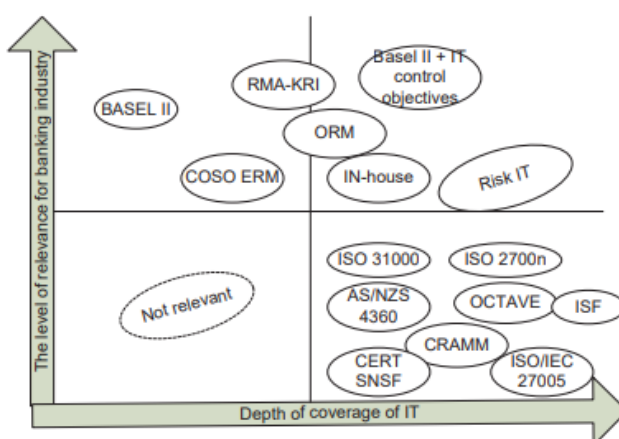 The level of relevance for banking industry
Basel II + IT
control
objectives
RMA-KRI
BASEL II
ORM
COSO ERM
IN-house
Risk IT
ISO 31000
ISO 2700n
Not relevant
AS/NZS
4360
OCTAVE
ISF
CRAMM
CERT
SNSF
ISO/IEC
27005
Depth of coverage of IT